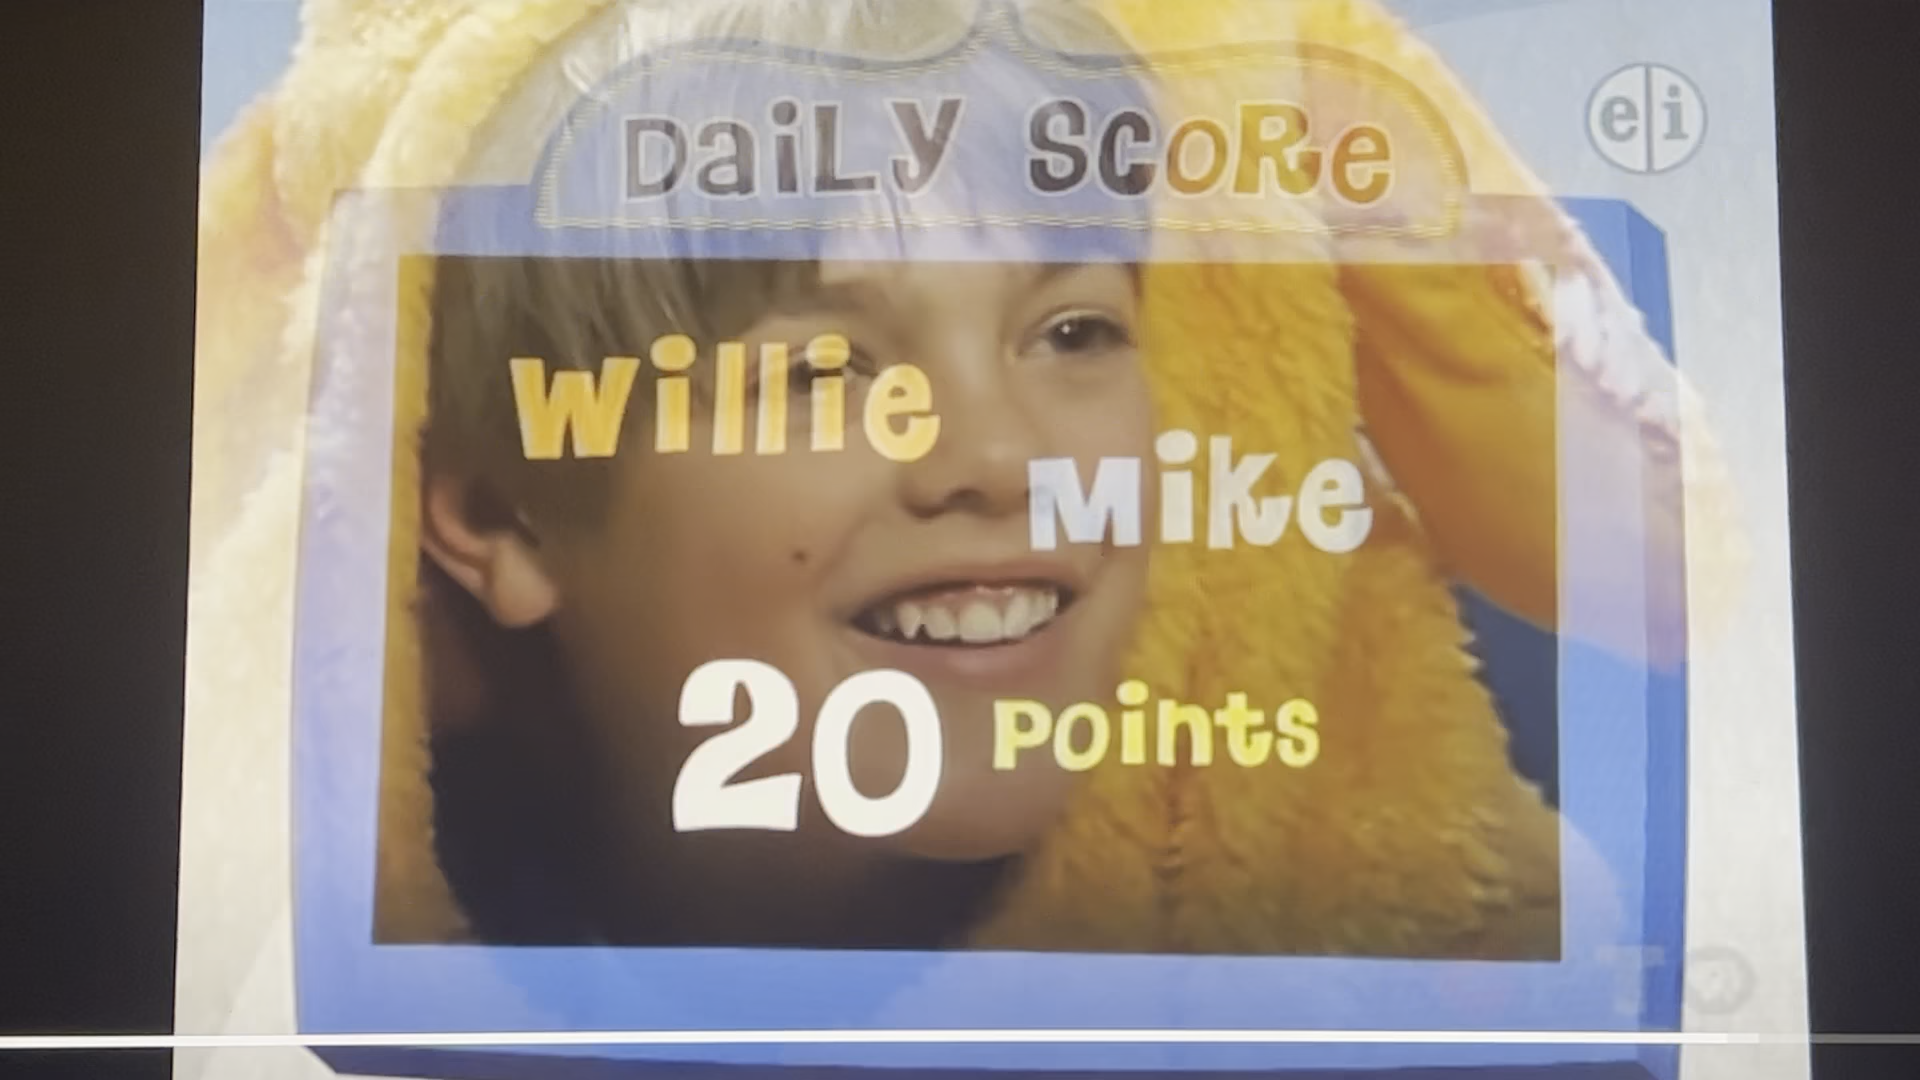 e i
Daily Score
Willie
Mike
20 Points